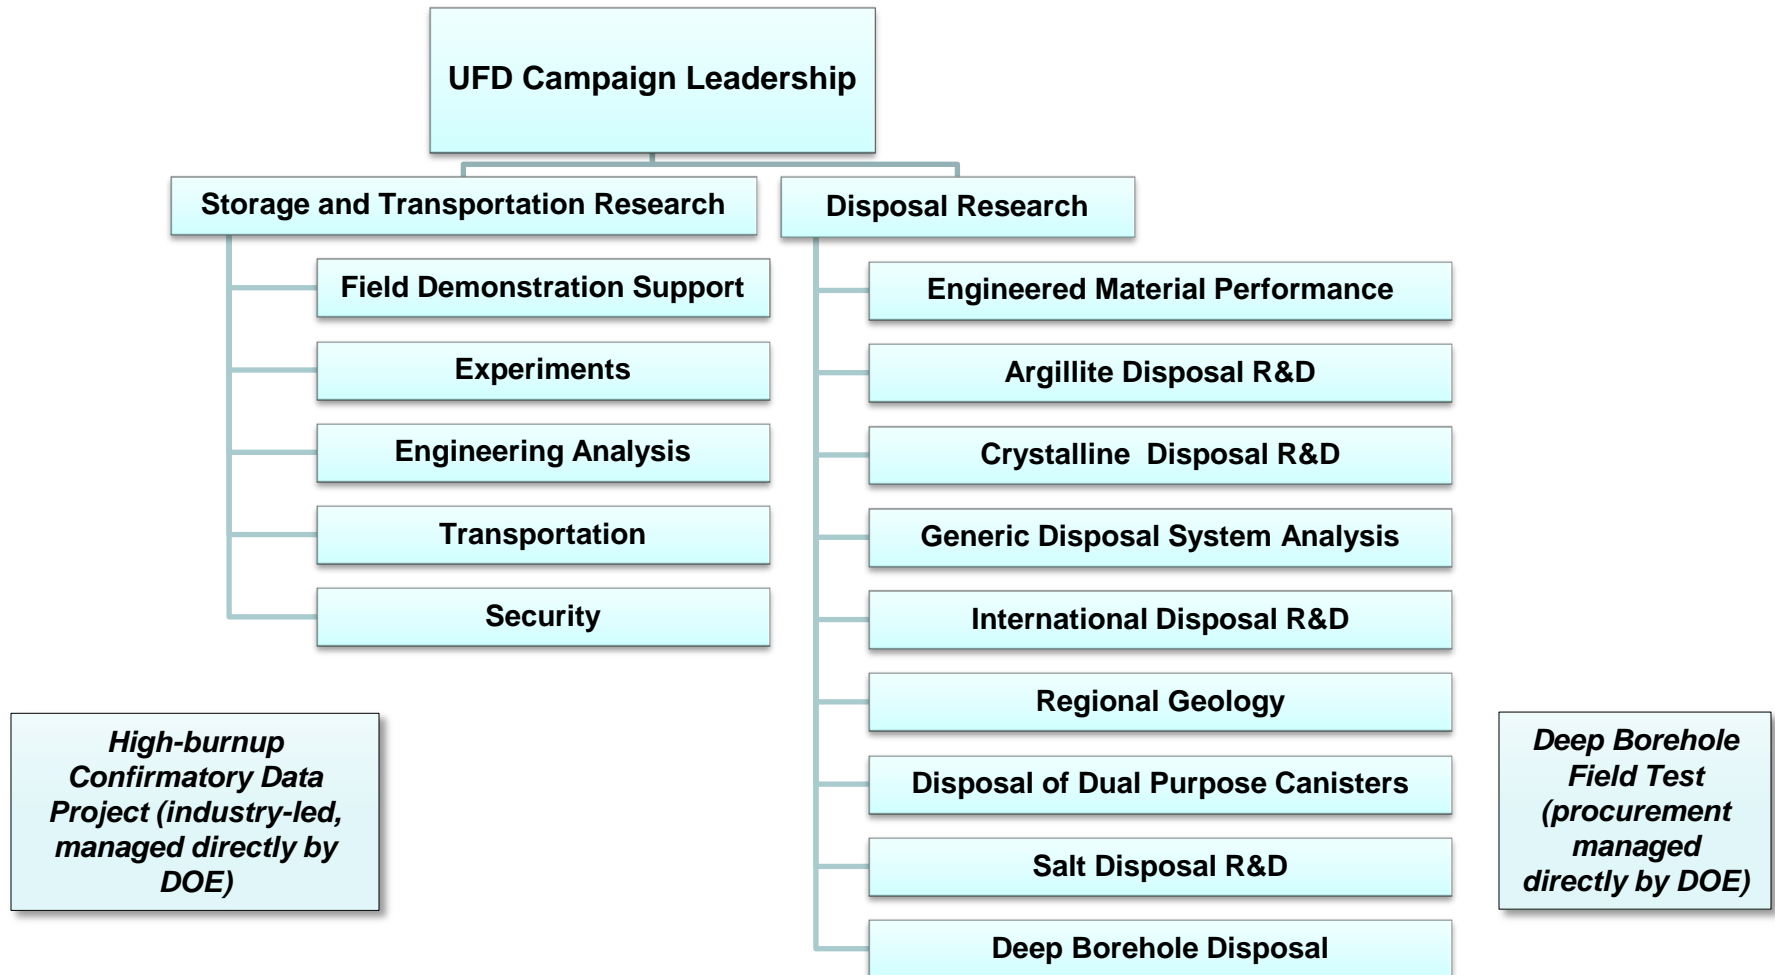 UFD Campaign Leadership
Storage and Transportation Research
Disposal Research
Field Demonstration Support
Experiments
Engineering Analysis
Transportation
Security
Engineered Material Performance
Argillite Disposal R&D
Crystalline  Disposal R&D
Generic Disposal System Analysis
International Disposal R&D
Regional Geology
Disposal of Dual Purpose Canisters
Salt Disposal R&D
Deep Borehole Disposal
High-burnup
Confirmatory Data
Project (industry-led,
managed directly by
DOE)
Deep Borehole
Field Test
(procurement
managed
directly by DOE)